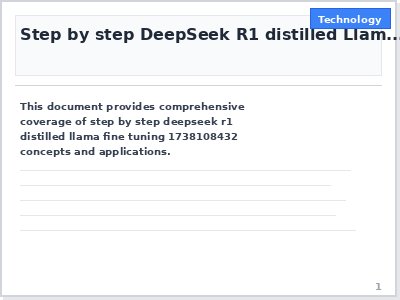 Technology
Step by step DeepSeek R1 distilled Llam...
This document provides comprehensive
coverage of step by step deepseek r1
distilled llama fine tuning 1738108432
concepts and applications.
1